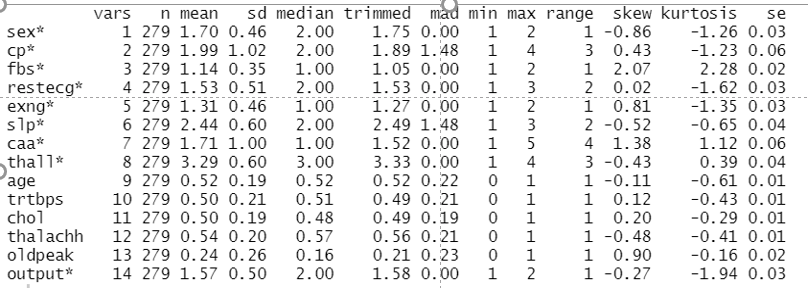 vars n mean sd median trimmed mad min max range skew kurtosis se
sex* 1 279 1.70 0.46 2.00 1.75 0.00 1 2 1 -0.86 -1.26 0.03
cp* 2 279 1.99 1.02 2.00 1.89 1.48 1 4 3 0.43 -1.23 0.06
fbs* 3 279 1.14 0.35 1.00 1.05 0.00 1 2 1 2.07 2.28 0.02
restecg* 4 279 1.53 0.51 2.00 1.53 0.00 1 3 2 0.02 -1.62 0.03
exng* 5 279 1.31 0.46 1.00 1.27 0.00 1 2 1 0.81 -1.35 0.03
slp* 6 279 2.44 0.60 2.00 2.49 1.48 1 3 2 -0.52 -0.65 0.04
caa* 7 279 1.71 1.00 1.00 1.52 0.00 1 5 4 1.38 1.12 0.06
thall* 8 279 3.29 0.60 3.00 3.33 0.00 1 4 3 -0.43 0.39 0.04
age 9 279 0.52 0.19 0.52 0.52 0.22 0 1 1 -0.11 -0.61 0.01
trtbps 10 279 0.50 0.21 0.51 0.49 0.21 0 1 1 0.12 -0.43 0.01
chol 11 279 0.50 0.19 0.48 0.49 0.19 0 1 1 0.20 -0.29 0.01
thalachh 12 279 0.54 0.20 0.57 0.56 0.21 0 1 1 -0.48 -0.41 0.01
oldpeak 13 279 0.24 0.26 0.16 0.21 0.23 0 1 1 0.90 -0.16 0.02
output* 14 279 1.57 0.50 2.00 1.58 0.00 1 2 1 -0.27 -1.94 0.03